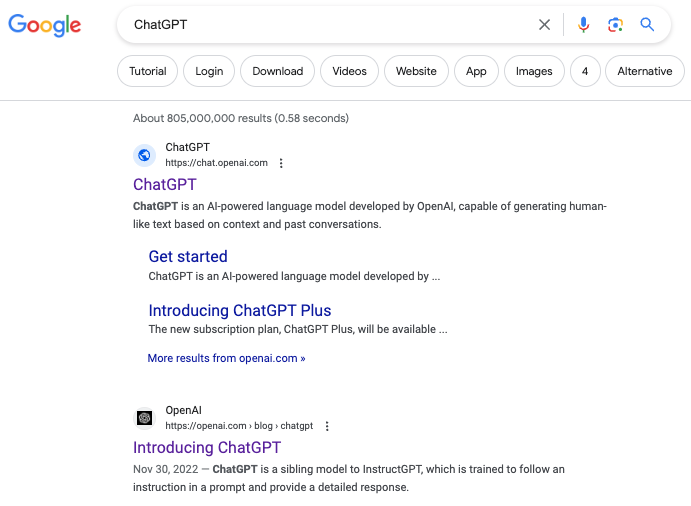 Google
ChatGPT
Tutorial Login Download Videos Website App Images 4 Alternative
About 805,000,000 results (0.58 seconds)
ChatGPT
https://chat.openai.com
ChatGPT
ChatGPT is an AI-powered language model developed by OpenAI, capable of generating human-
like text based on context and past conversations.
Get started
ChatGPT is an AI-powered language model developed by ...
Introducing ChatGPT Plus
The new subscription plan, ChatGPT Plus, will be available ...
More results from openai.com »
OpenAI
https://openai.com › blog › chatgpt
Introducing ChatGPT
Nov 30, 2022 — ChatGPT is a sibling model to InstructGPT, which is trained to follow an
instruction in a prompt and provide a detailed response.